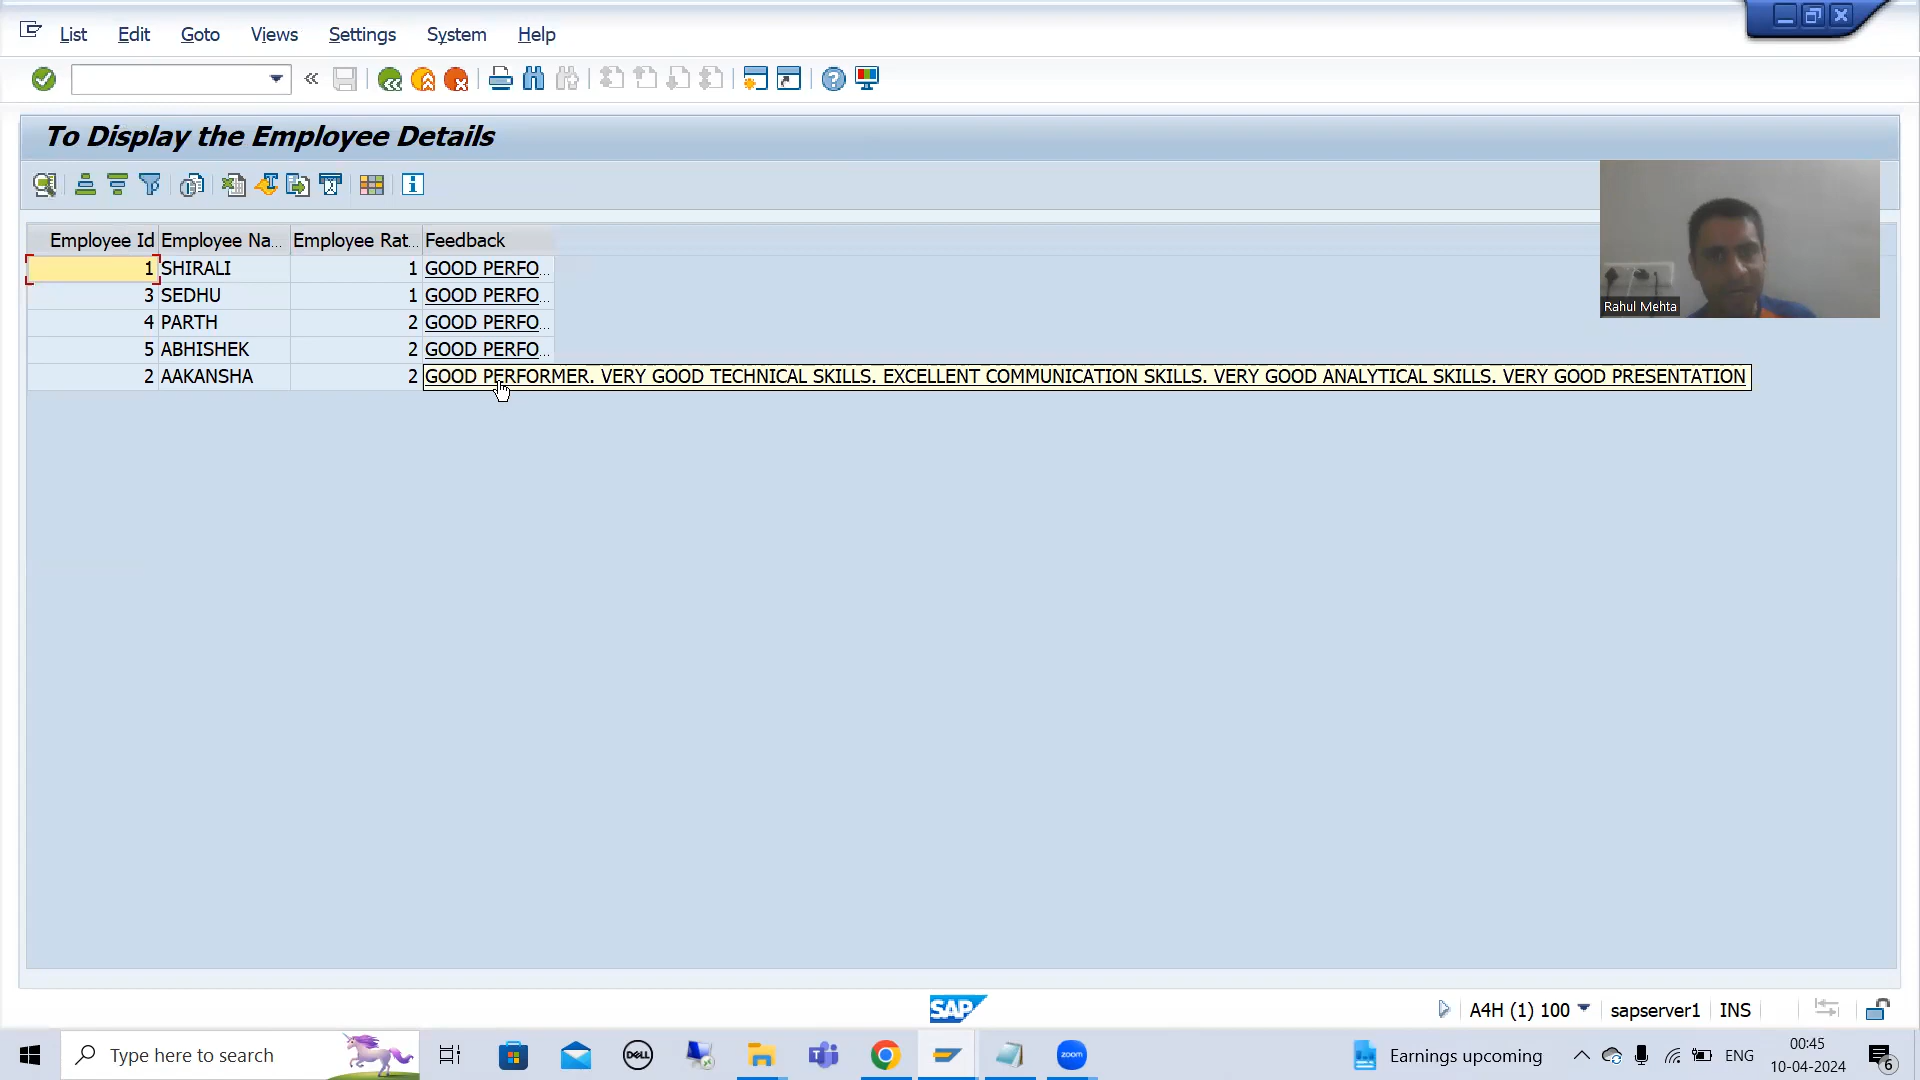 List Edit Goto Views Settings System Help
To Display the Employee Details
Employee Id Employee Na... Employee Rat... Feedback
1 SHIRALI 1 GOOD PERFO...
3 SEDHU 1 GOOD PERFO...
4 PARTH 2 GOOD PERFO...
5 ABHISHEK 2 GOOD PERFO...
2 AAKANSHA 2 GOOD PERFORMER. VERY GOOD TECHNICAL SKILLS. EXCELLENT COMMUNICATION SKILLS. VERY GOOD ANALYTICAL SKILLS. VERY GOOD PRESENTATION
Rahul Mehta
SAP
A4H (1) 100 sapserver1 INS
Type here to search
DELL
zoom
Earnings upcoming
ENG
00:45
10-04-2024
6